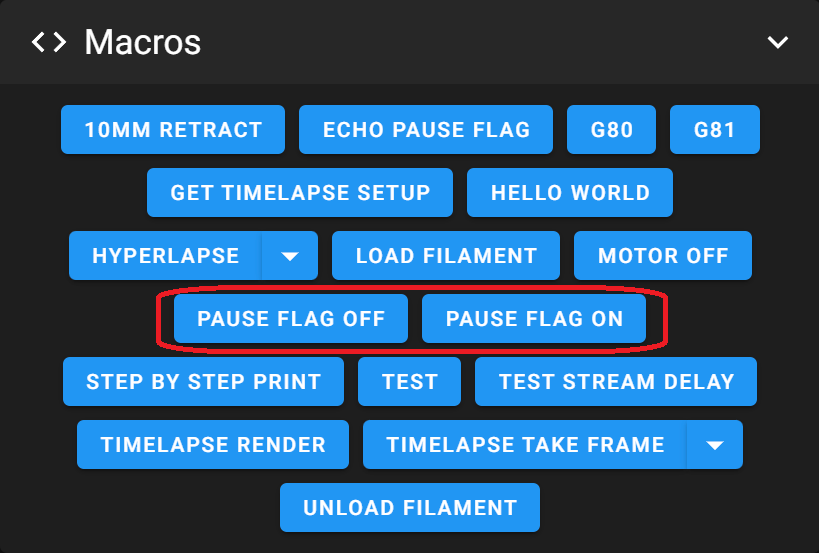 Macros
10MM RETRACT ECHO PAUSE FLAG G80 G81
GET TIMELAPSE SETUP HELLO WORLD
HYPERLAPSE LOAD FILAMENT MOTOR OFF
PAUSE FLAG OFF PAUSE FLAG ON
STEP BY STEP PRINT TEST TEST STREAM DELAY
TIMELAPSE RENDER TIMELAPSE TAKE FRAME
UNLOAD FILAMENT